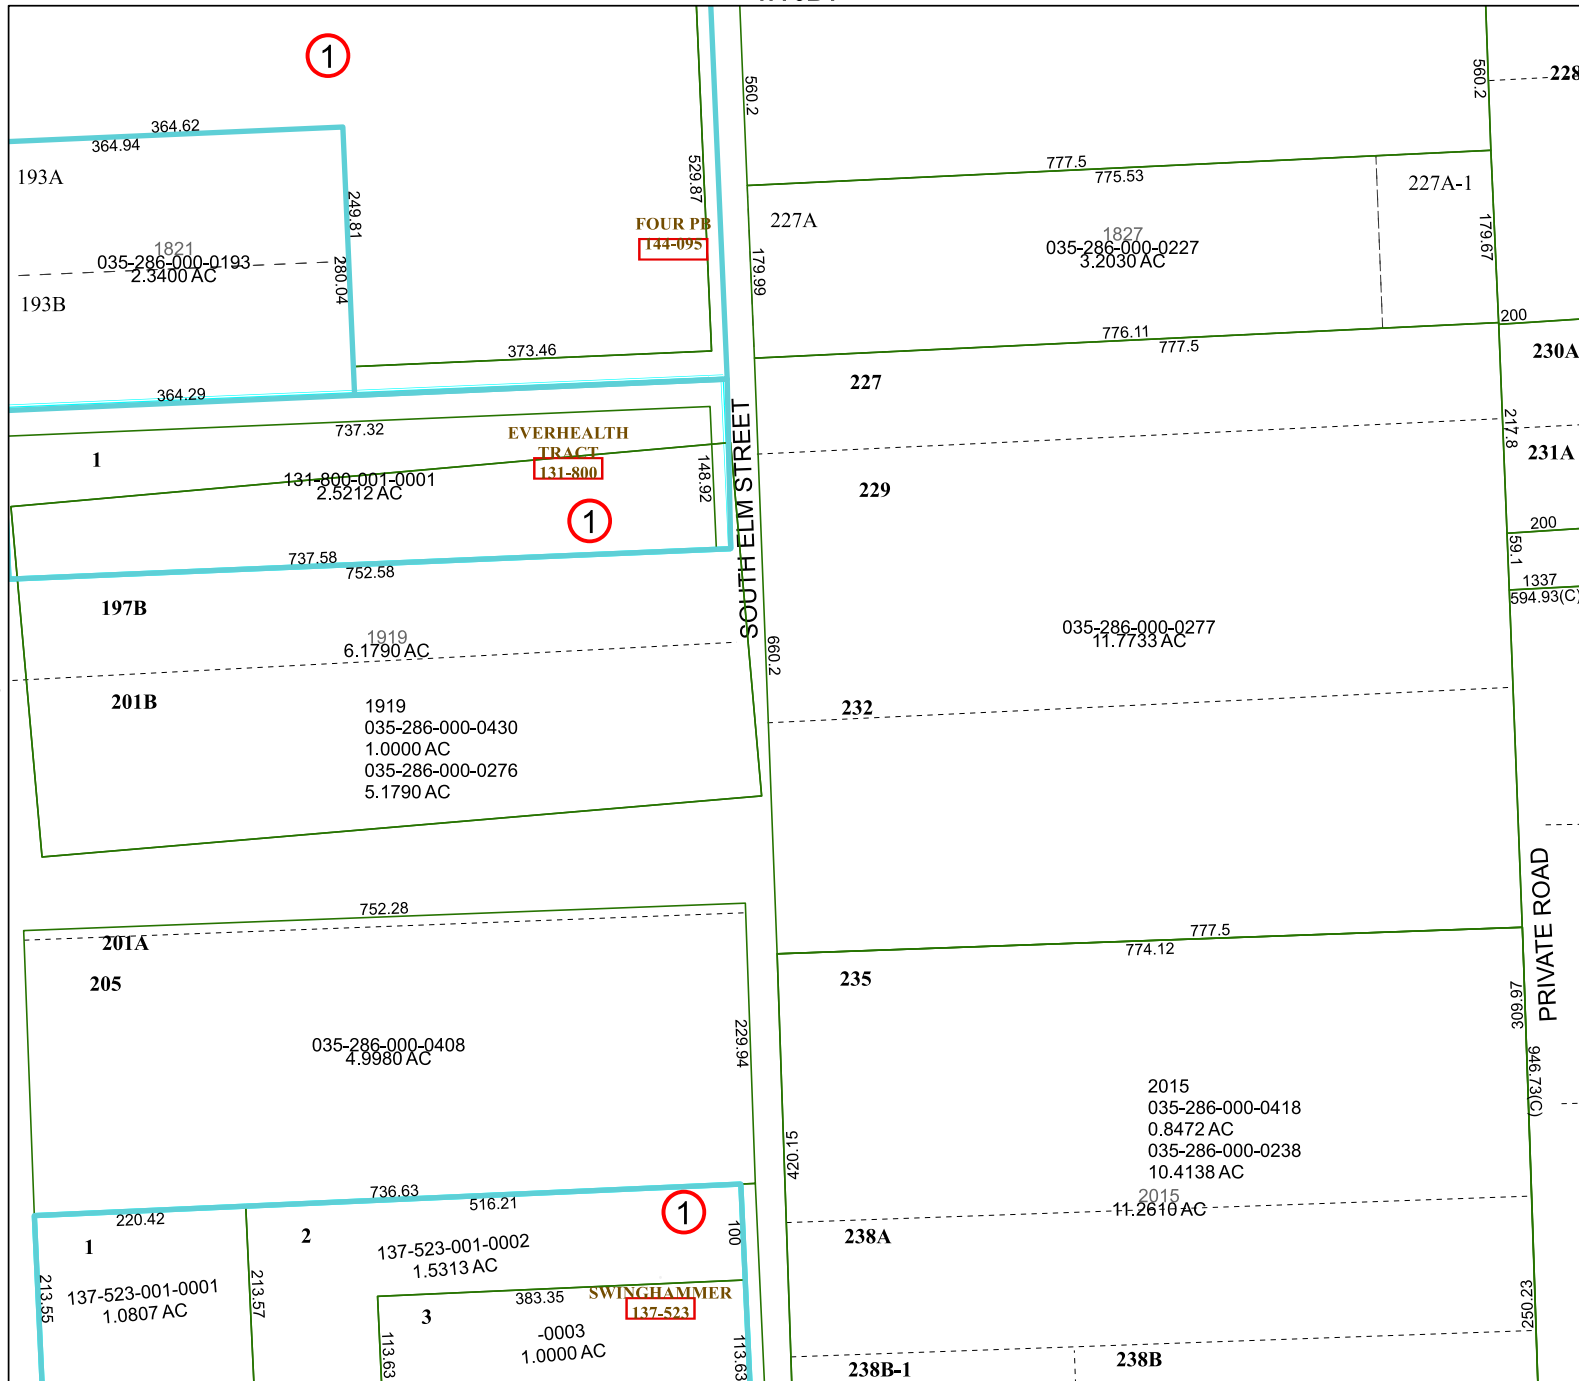 1
364.62
364.94
193A
249.81
1821
035-286-000-0193
2.3400 AC
280.04
193B
364.29
529.87
FOUR PB
144-095
373.46
560.2
560.2
228
777.5
775.53
227A
227A-1
179.67
1827
035-286-000-0227
3.2030 AC
179.99
776.11
777.5
200
230A
227
217.8
231A
229
200
59.1
1337
594.93(C)
737.32
EVERHEALTH
TRACT
131-800
1
131-800-001-0001
2.5212 AC
148.92
1
SOUTH ELM STREET
737.58
752.58
197B
1919
6.1790 AC
201B
1919
035-286-000-0430
1.0000 AC
035-286-000-0276
5.1790 AC
660.2
035-286-000-0277
11.7733 AC
232
752.28
201A
205
035-286-000-0408
4.9980 AC
229.94
777.5
774.12
235
PRIVATE ROAD
309.97
946.73(C)
420.15
2015
035-286-000-0418
0.8472 AC
035-286-000-0238
10.4138 AC
2015
11.2610 AC
238A
250.23
238B-1
238B
736.63
516.21
220.42
1
2
1
100
137-523-001-0002
1.5313 AC
137-523-001-0001
1.0807 AC
213.55
213.57
383.35
SWINGHAMMER
137-523
3
-0003
1.0000 AC
113.63
113.63